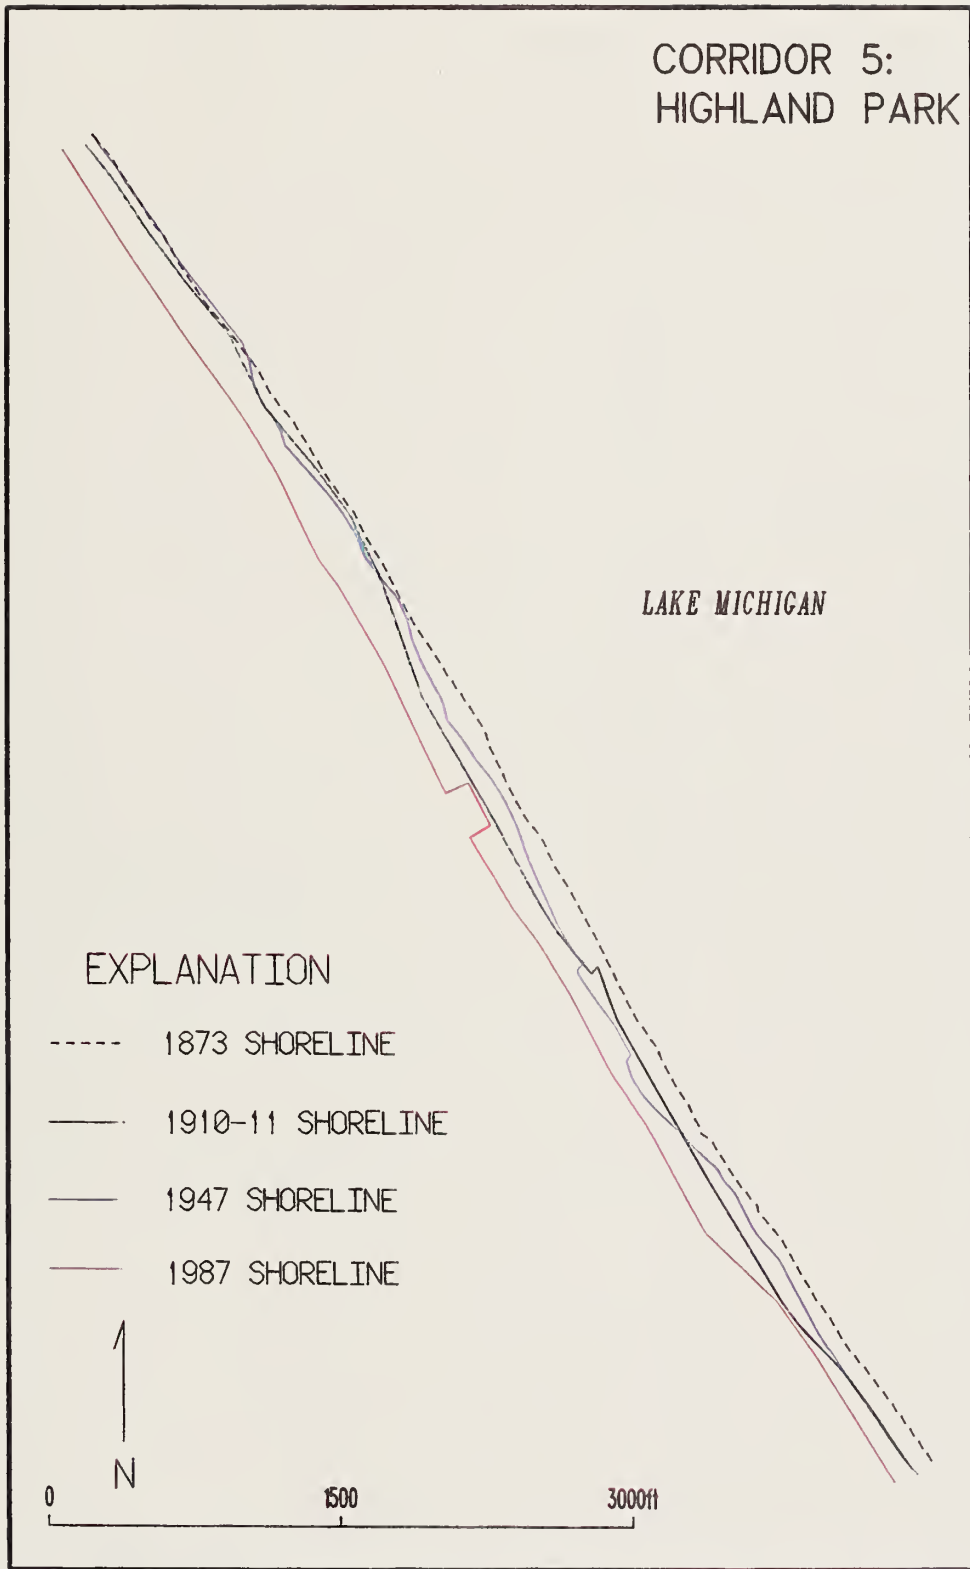 CORRIDOR 5:
HIGHLAND PARK
LAKE MICHIGAN
EXPLANATION
1873 SHORELINE
1910-11 SHORELINE
1947 SHORELINE
1987 SHORELINE
N
0 1500 3000ft